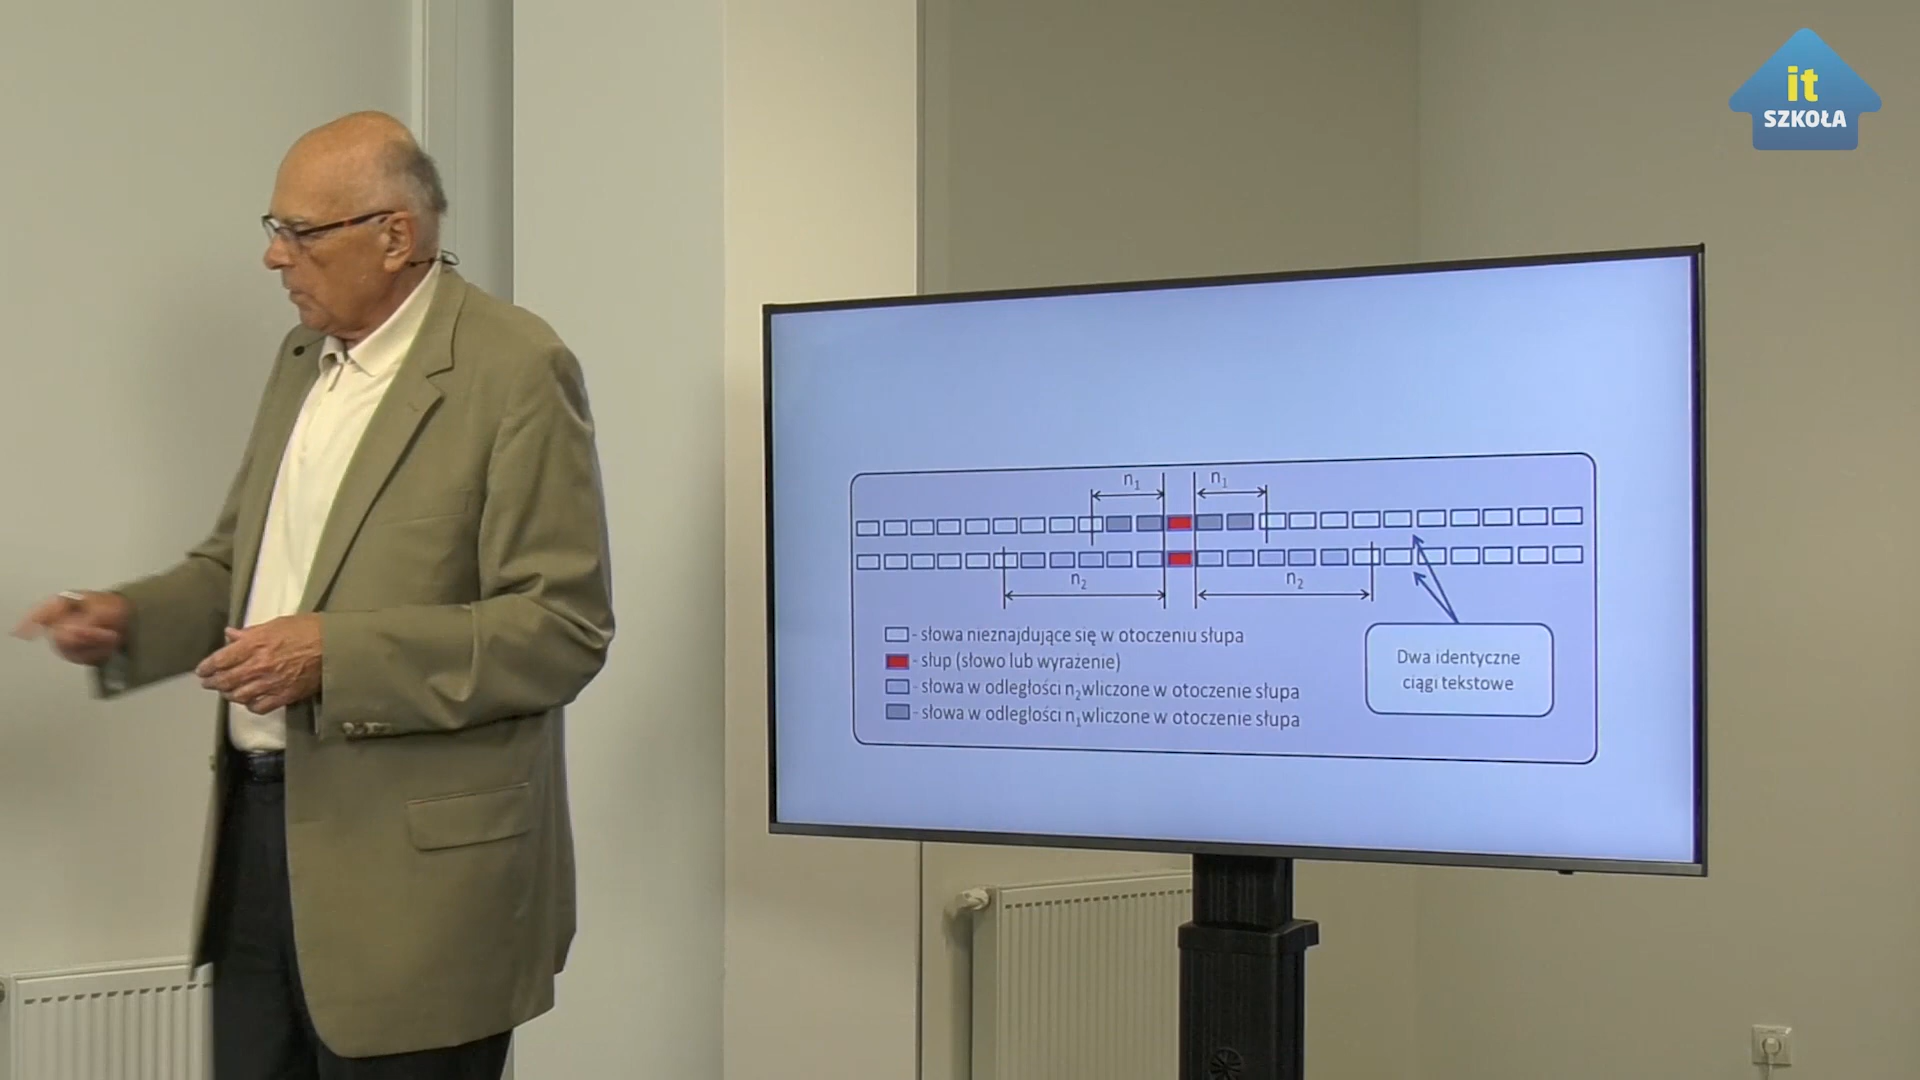 it
SZKOŁA
n1 n1
n2 n2
- słowa nieznajdujące się w otoczeniu słupa
- słup (słowo lub wyrażenie)
- słowa w odległości n2wliczone w otoczenie słupa
- słowa w odległości n1wliczone w otoczenie słupa
Dwa identyczne
ciągi tekstowe